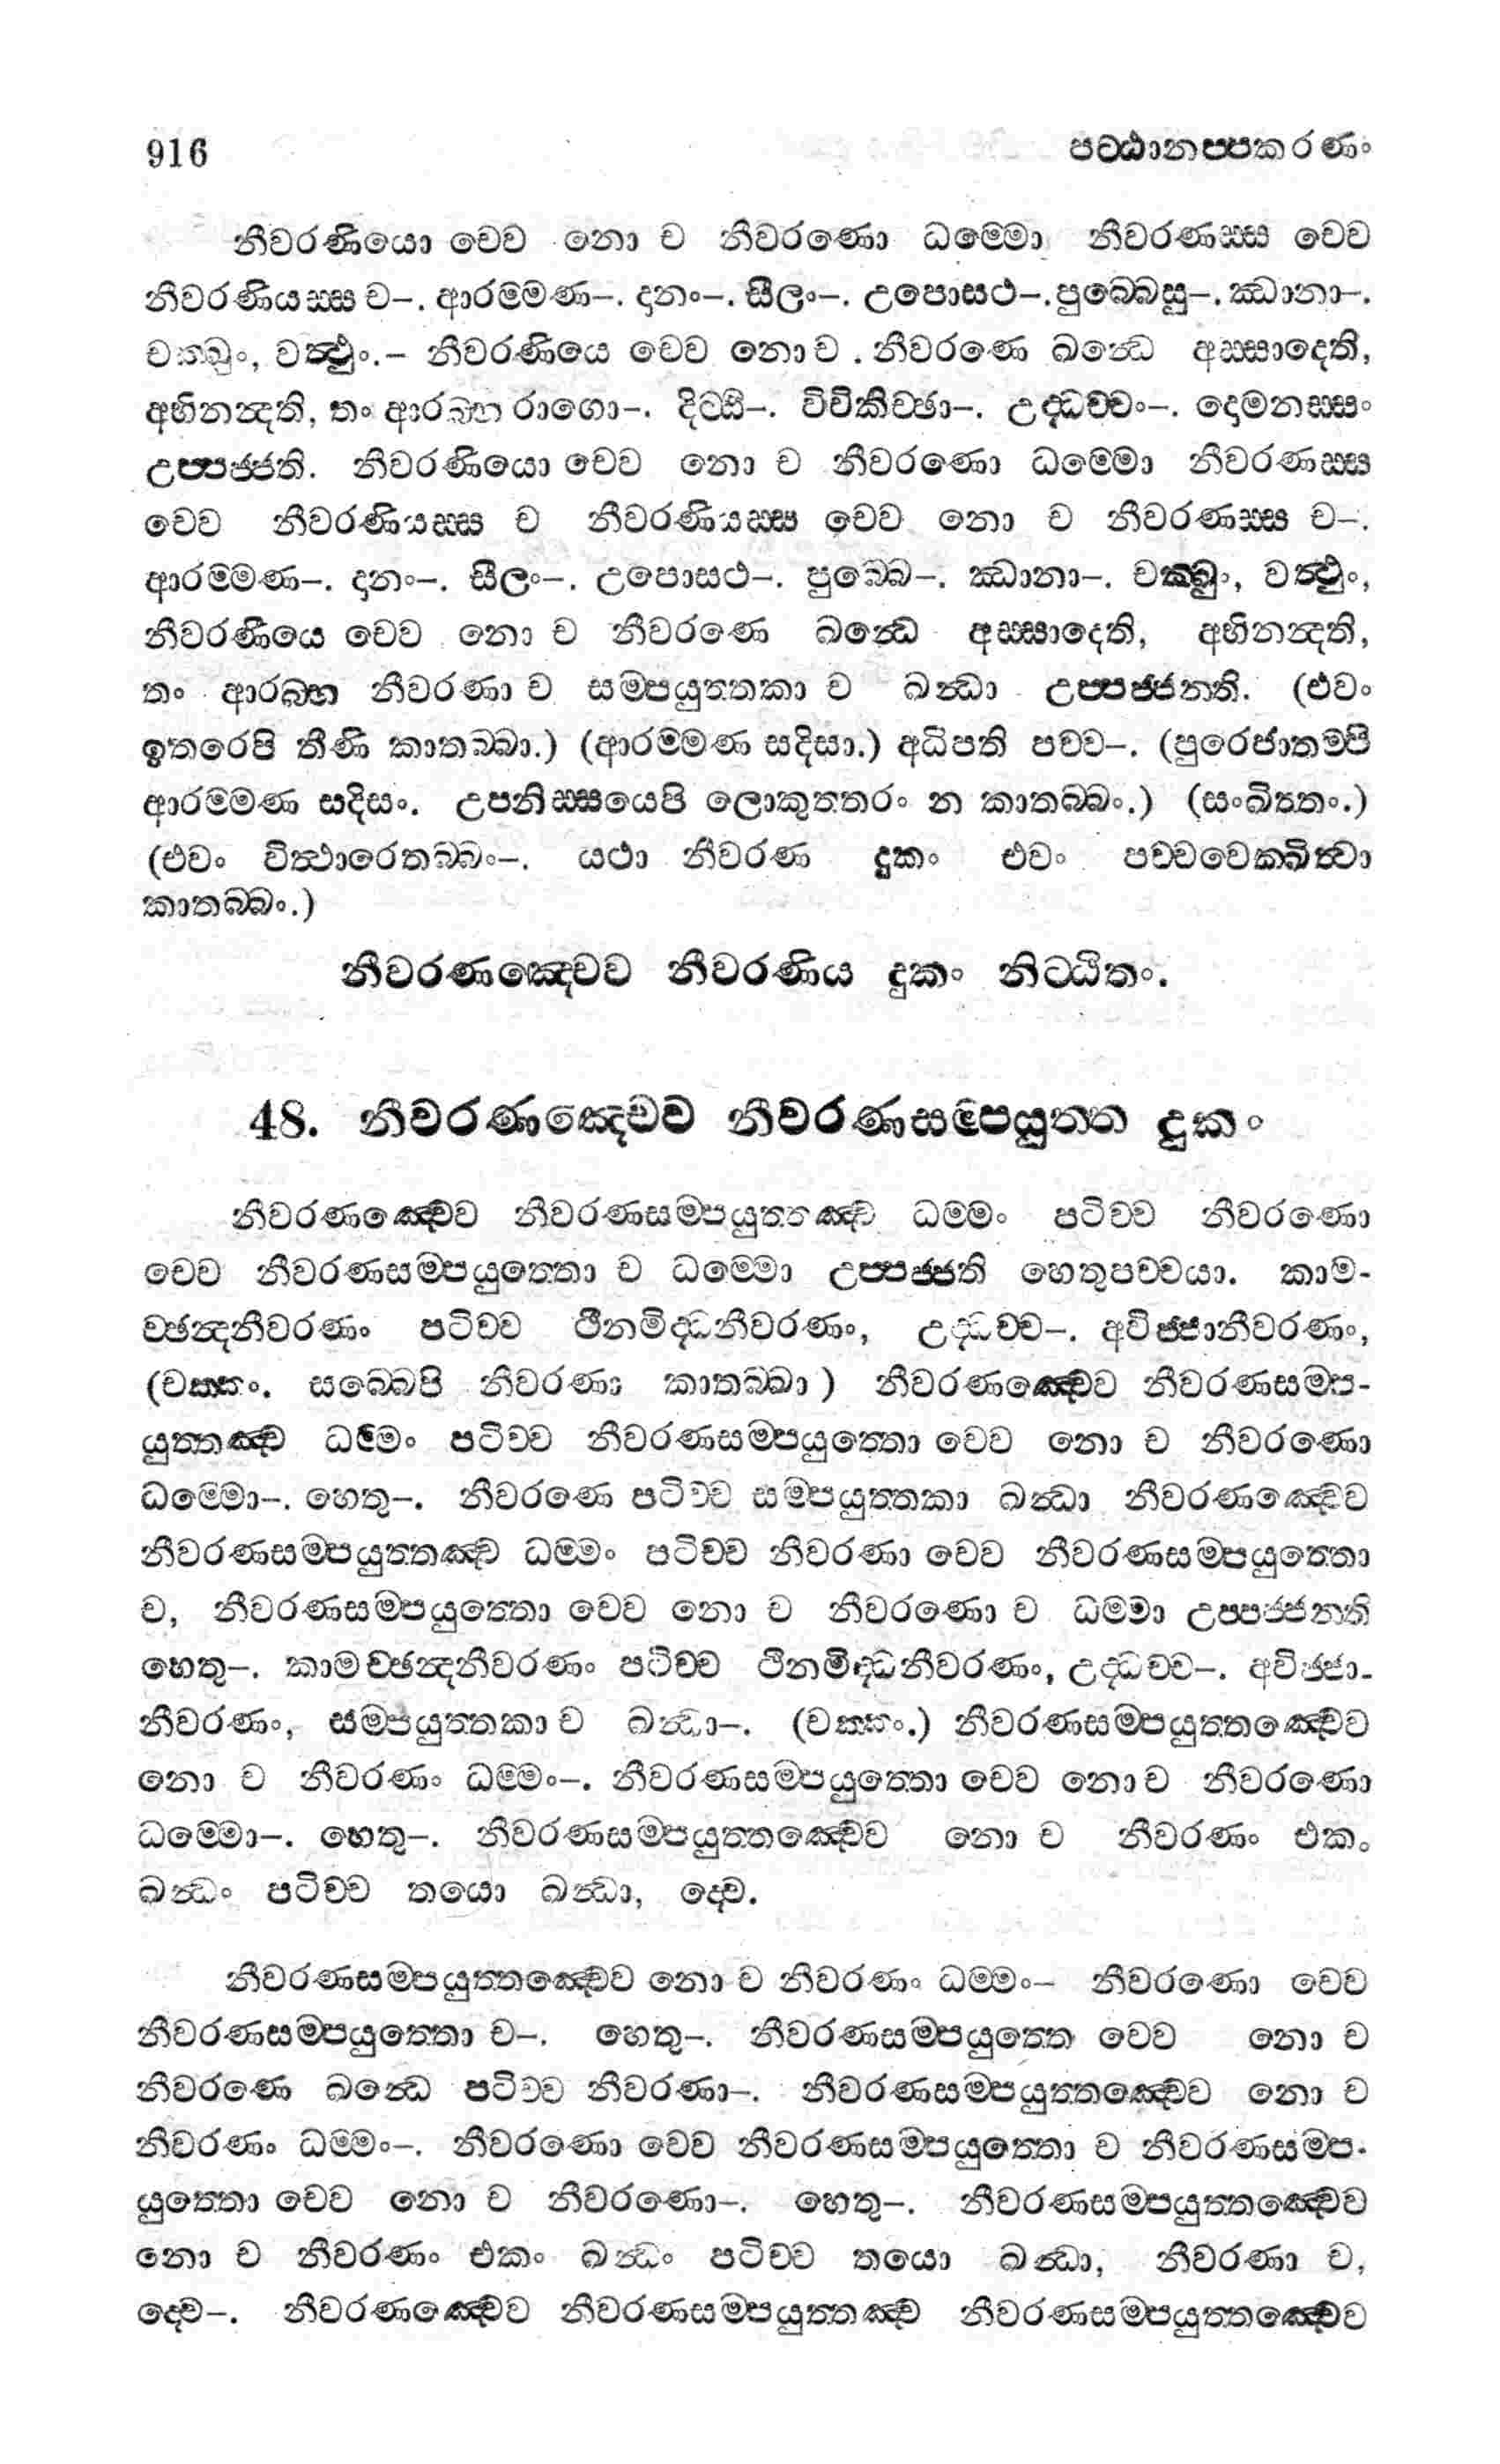 916 පට්ඨානප්පකරණං
නීවරණියො චෙව නො ච නීවරණො ධම්මො නීවරණස්ස චෙව
නීවරණියස්ස ච–. ආරම්මණ–. දානං–. සීලං–. උපොසථ–. පුබ්බෙසු–. ඣානා–.
චක්ඛුං, වත්ථුං.– නීවරණියෙ චෙව නො ච . නීවරණෙ ඛන්ධෙ අස්සාදෙති,
අභිනන්දති, තං ආරබ්භ රාගො–. දිට්ඨි–. විචිකිච්ඡා–. උද්ධච්චං–. දොමනස්සං
උප්පජ්ජති. නීවරණියො චෙව නො ච නීවරණො ධම්මො නීවරණස්ස
චෙව නීවරණියස්ස ච නීවරණියස්ස චෙව නො ච නීවරණස්ස ච–.
ආරම්මණ–. දානං–. සීලං–. උපොසථ–. පුබ්බෙ–. ඣානා–. චක්ඛුං, වත්ථුං,
නීවරණීයෙ චෙව නො ච නීවරණෙ ඛන්ධෙ අස්සාදෙති, අභිනන්දති,
තං ආරබ්භ නීවරණා ච සම්පයුත්තකා ච ඛන්ධා උප්පජ්ජන්ති. (එවං
ඉතරෙපි තීණි කාතබ්බා.) (ආරම්මණ සදිසා.) අධිපති පච්ච–. (පුරෙජාතම්පි
ආරම්මණ සදිසං. උපනිස්සයෙපි ලොකුත්තරං න කාතබ්බං.) (සංඛිත්තං.)
(එවං විත්ථාරෙතබ්බං–. යථා නීවරණ දුකං එවං පච්චවෙක්ඛිත්වා
කාතබ්බං.)
නීවරණඤ්චෙව නීවරණිය දුකං නිට්ඨිතං.
48. නීවරණඤ්චෙව නීවරණසම්පයුත්ත දුකං
නීවරණඤ්චෙව නීවරණසම්පයුත්තඤ්ච ධම්මං පටිච්ච නීවරණො
චෙව නීවරණසම්පයුත්තො ච ධම්මො උප්පජ්ජති හෙතුපච්චයා. කාම-
ච්ඡන්දනීවරණං පටිච්ච ථීනමිද්ධනීවරණං, උද්ධච්ච–. අවිජ්ජානීවරණං,
(චක්කං. සබ්බෙපි නීවරණා කාතබ්බා) නීවරණඤ්චෙව නීවරණසම්ප-
යුත්තඤ්ච ධම්මං පටිච්ච නීවරණසම්පයුත්තො චෙව නො ච නීවරණො
ධම්මො–. හෙතු–. නීවරණෙ පටිච්ච සම්පයුත්තකා ඛන්ධා නීවරණඤ්චෙව
නීවරණසම්පයුත්තඤ්ච ධම්මං පටිච්ච නීවරණා චෙව නීවරණසම්පයුත්තො
ච, නීවරණසම්පයුත්තො චෙව නො ච නීවරණො ච ධම්මා උප්පජ්ජන්ති
හෙතු–. කාමච්ඡන්දනීවරණං පටිච්ච ථිනමිද්ධනීවරණං, උද්ධච්ච–. අවිජ්ජා-
නීවරණං, සම්පයුත්තකා ච ඛන්ධා–. (චක්කං.) නීවරණසම්පයුත්තඤ්චෙව
නො ච නීවරණං ධම්මං–. නීවරණසම්පයුත්තො චෙව නො ච නීවරණො
ධම්මො–. හෙතු–. නීවරණසම්පයුත්තඤ්චෙව නො ච නීවරණං එකං
ඛන්ධං පටිච්ච තයො ඛන්ධා, ද්වෙ.
නීවරණසම්පයුත්තඤ්චෙව නො ච නීවරණං ධම්මං– නීවරණො චෙව
නීවරණසම්පයුත්තො ච–. හෙතු–. නීවරණසම්පයුත්තෙ චෙව නො ච
නීවරණෙ ඛන්ධෙ පටිච්ච නීවරණා–. නීවරණසම්පයුත්තඤ්චෙව නො ච
නීවරණං ධම්මං–. නීවරණො චෙව නීවරණසම්පයුත්තො ච නීවරණසම්ප-
යුත්තො චෙව නො ච නීවරණො–. හෙතු–. නීවරණසම්පයුත්තඤ්චෙව
නො ච නීවරණං එකං ඛන්ධං පටිච්ච තයො ඛන්ධා, නීවරණා ච,
ද්වෙ–. නීවරණඤ්චෙව නීවරණසම්පයුත්තඤ්ච නීවරණසම්පයුත්තඤ්චෙව